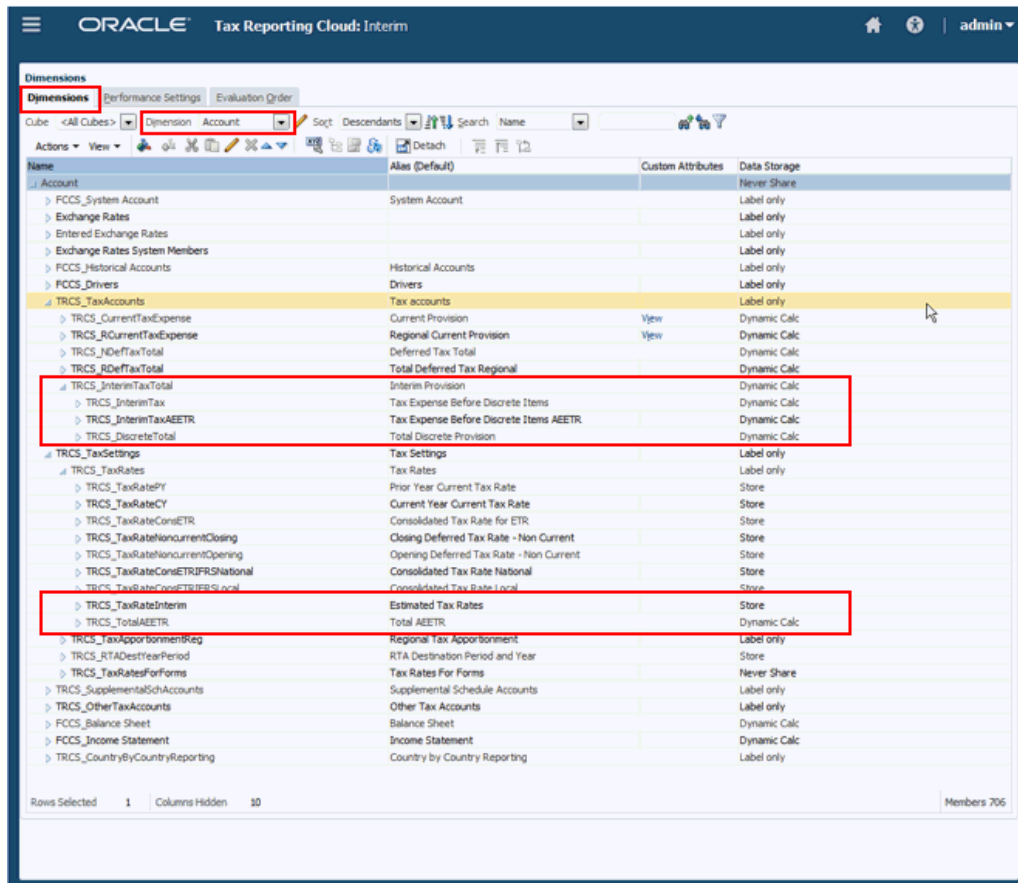 ORACLE Tax Reporting Cloud: Interim admin
Dimensions
Dimensions Performance Settings Evaluation Order
Cube <All Cubes> Dimension Account Sort Descendants Search Name
Actions View Detach
Name Alias (Default) Custom Attributes Data Storage
Account Never Share
FCCS_System Account System Account Label only
Exchange Rates Label only
Entered Exchange Rates Label only
Exchange Rates System Members Label only
FCCS_Historical Accounts Historical Accounts Label only
FCCS_Drivers Drivers Label only
TRCS_TaxAccounts Tax accounts Label only
TRCS_CurrentTaxExpense Current Provision View Dynamic Calc
TRCS_RCurrentTaxExpense Regional Current Provision View Dynamic Calc
TRCS_NDefTaxTotal Deferred Tax Total Dynamic Calc
TRCS_RDefTaxTotal Total Deferred Tax Regional Dynamic Calc
TRCS_InterimTaxTotal Interim Provision Dynamic Calc
TRCS_InterimTax Tax Expense Before Discrete Items Dynamic Calc
TRCS_InterimTaxAEETR Tax Expense Before Discrete Items AEETR Dynamic Calc
TRCS_DiscreteTotal Total Discrete Provision Dynamic Calc
TRCS_TaxSettings Tax Settings Label only
TRCS_TaxRates Tax Rates Label only
TRCS_TaxRatePY Prior Year Current Tax Rate Store
TRCS_TaxRateCY Current Year Current Tax Rate Store
TRCS_TaxRateConsETR Consolidated Tax Rate for ETR Store
TRCS_TaxRateNoncurrentClosing Closing Deferred Tax Rate - Non Current Store
TRCS_TaxRateNoncurrentOpening Opening Deferred Tax Rate - Non Current Store
TRCS_TaxRateConsETRIFRSNational Consolidated Tax Rate National Store
TRCS_TaxRateConsETRIFRSLocal Consolidated Tax Rate Local Store
TRCS_TaxRateInterim Estimated Tax Rates Store
TRCS_TotalAEETR Total AEETR Dynamic Calc
TRCS_TaxApportionmentReg Regional Tax Apportionment Label only
TRCS_RTADestYearPeriod RTA Destination Period and Year Store
TRCS_TaxRatesForForms Tax Rates For Forms Never Share
TRCS_SupplementalSchAccounts Supplemental Schedule Accounts Label only
TRCS_OtherTaxAccounts Other Tax Accounts Label only
FCCS_Balance Sheet Balance Sheet Dynamic Calc
FCCS_Income Statement Income Statement Dynamic Calc
TRCS_CountryByCountryReporting Country by Country Reporting Label only
Rows Selected 1 Columns Hidden 10 Members 706